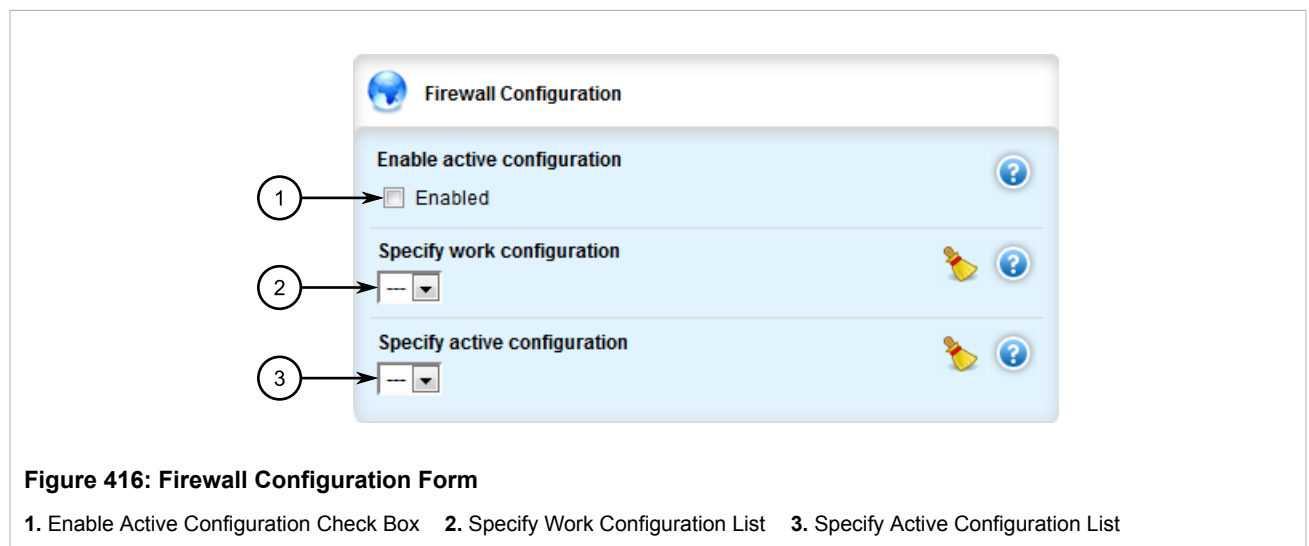 Firewall Configuration
Enable active configuration
1
Enabled
Specify work configuration
2
---
Specify active configuration
3
---
Figure 416: Firewall Configuration Form
1. Enable Active Configuration Check Box 2. Specify Work Configuration List 3. Specify Active Configuration List